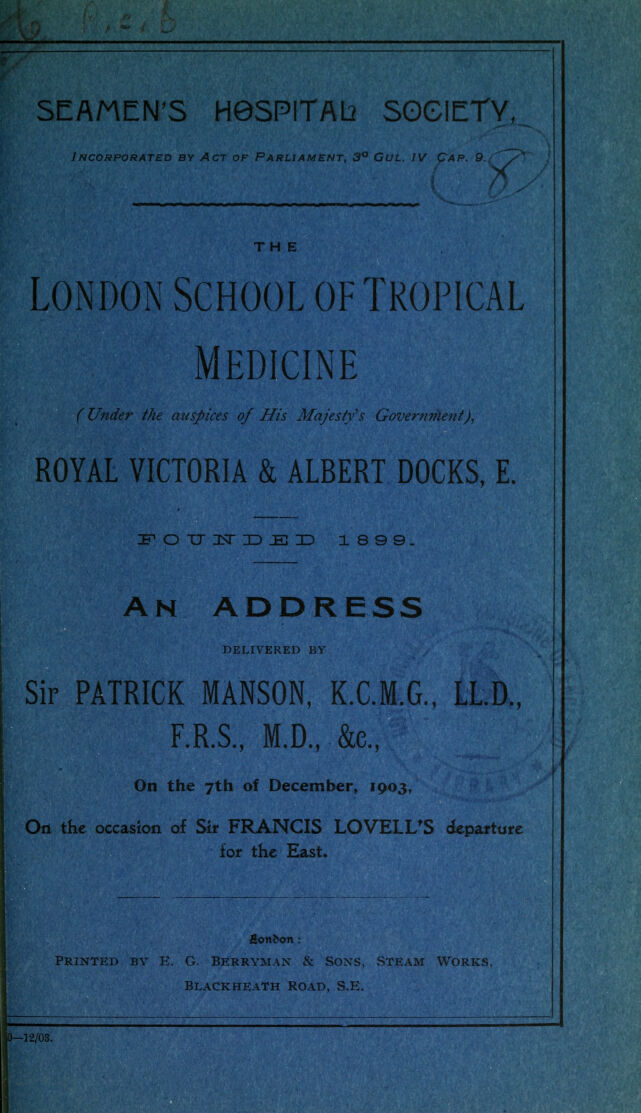 SEAMEN'S HOSPITAL SOCIETY,
INCORPORATED BY ACT OF PARLIAMENT, 3º GUL. IV CAP. 9.
8
THE
LONDON SCHOOL OF TROPICAL
MEDICINE
(Under the auspices of His Majesty's Government),
ROYAL VICTORIA & ALBERT DOCKS, E.
FOUNDED 1899.
AN ADDRESS
DELIVERED BY
Sir PATRICK MANSON, K.C.M.G., LL.D.,
F.R.S., M.D., &c.,
On the 7th of December, 1903,
On the occasion of Sir FRANCIS LOVELL'S departure
for the East.
London:
PRINTED BY E. G. BERRYMAN & SONS, STEAM WORKS,
BLACKHEATH ROAD, S.E.
0—12/03.